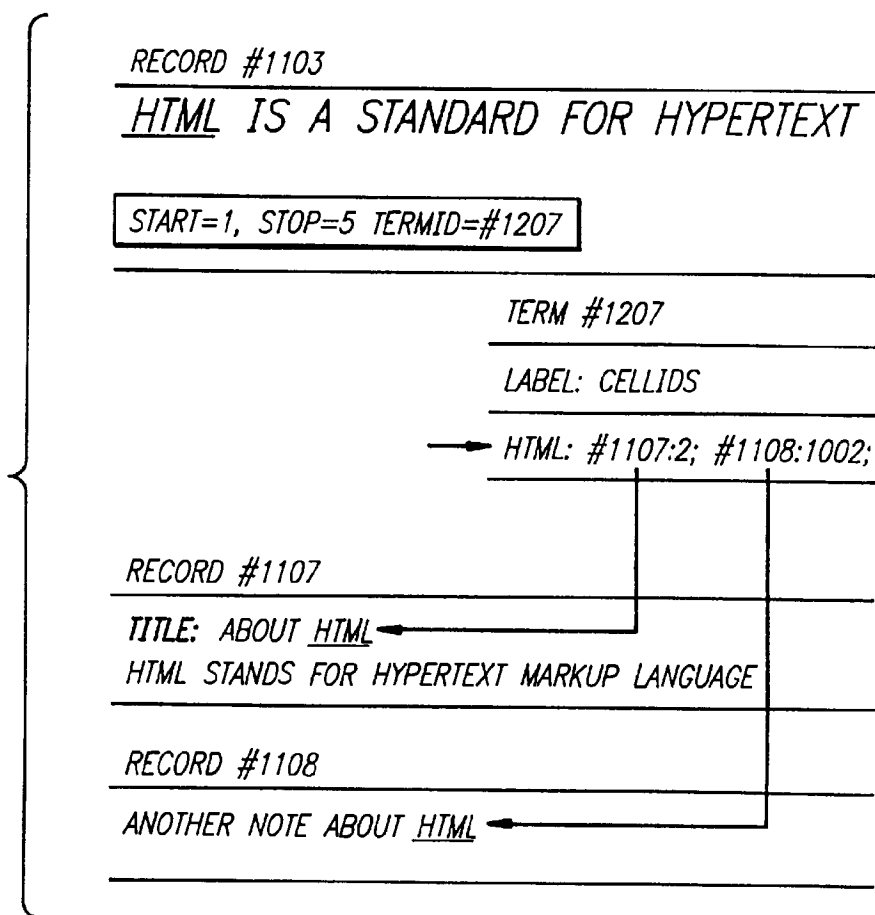 RECORD #1103
HTML IS A STANDARD FOR HYPERTEXT
START=1, STOP=5 TERMID=#1207
TERM #1207
LABEL: CELLIDS
HTML: #1107:2; #1108:1002;
RECORD #1107
TITLE: ABOUT HTML
HTML STANDS FOR HYPERTEXT MARKUP LANGUAGE
RECORD #1108
ANOTHER NOTE ABOUT HTML